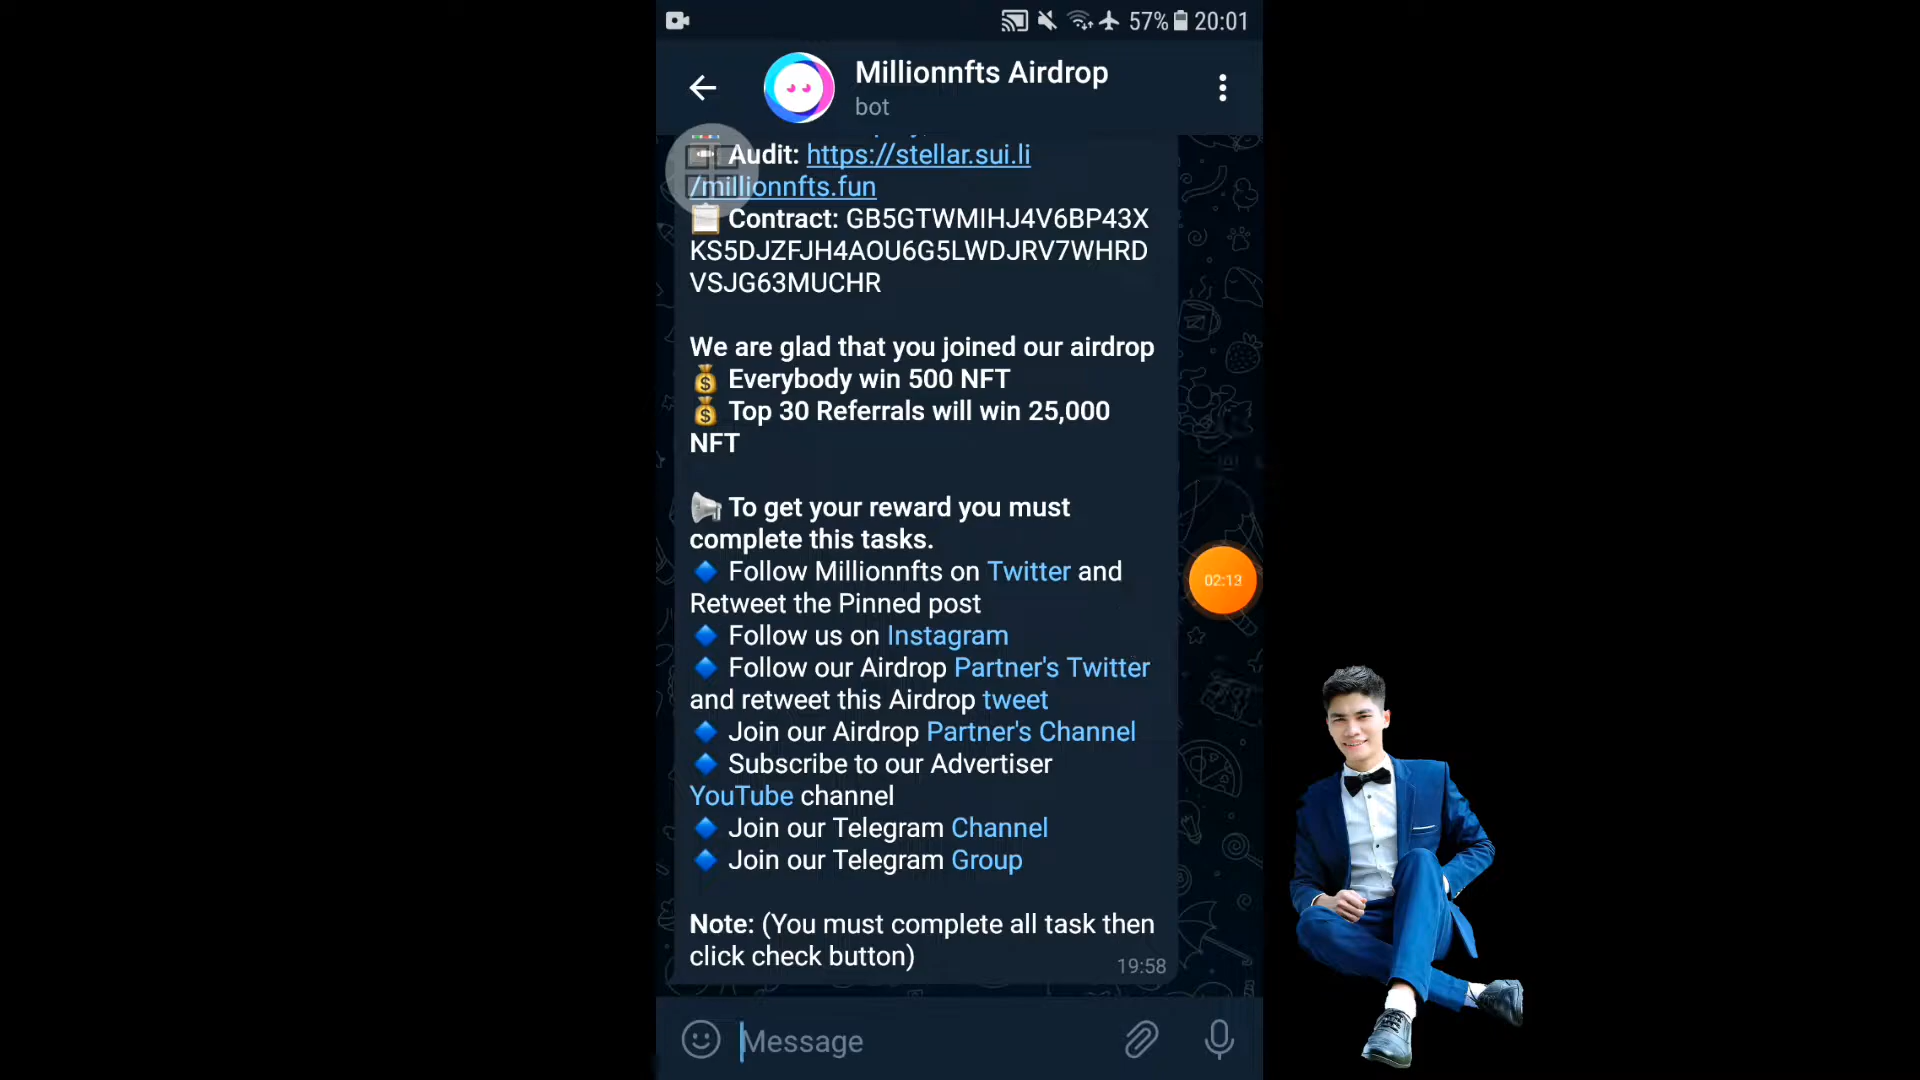 57% 20:01
Millionnfts Airdrop
bot
Audit: https://stellar.sui.li
/millionnfts.fun
Contract: GB5GTWMIHJ4V6BP43X
KS5DJZFJH4AOU6G5LWDJRV7WHRD
VSJG63MUCHR
We are glad that you joined our airdrop
Everybody win 500 NFT
Top 30 Referrals will win 25,000
NFT
To get your reward you must
complete this tasks.
Follow Millionnfts on Twitter and
Retweet the Pinned post
Follow us on Instagram
Follow our Airdrop Partner's Twitter
and retweet this Airdrop tweet
Join our Airdrop Partner's Channel
Subscribe to our Advertiser
YouTube channel
Join our Telegram Channel
Join our Telegram Group
Note: (You must complete all task then
click check button)
19:58
02:13
Message